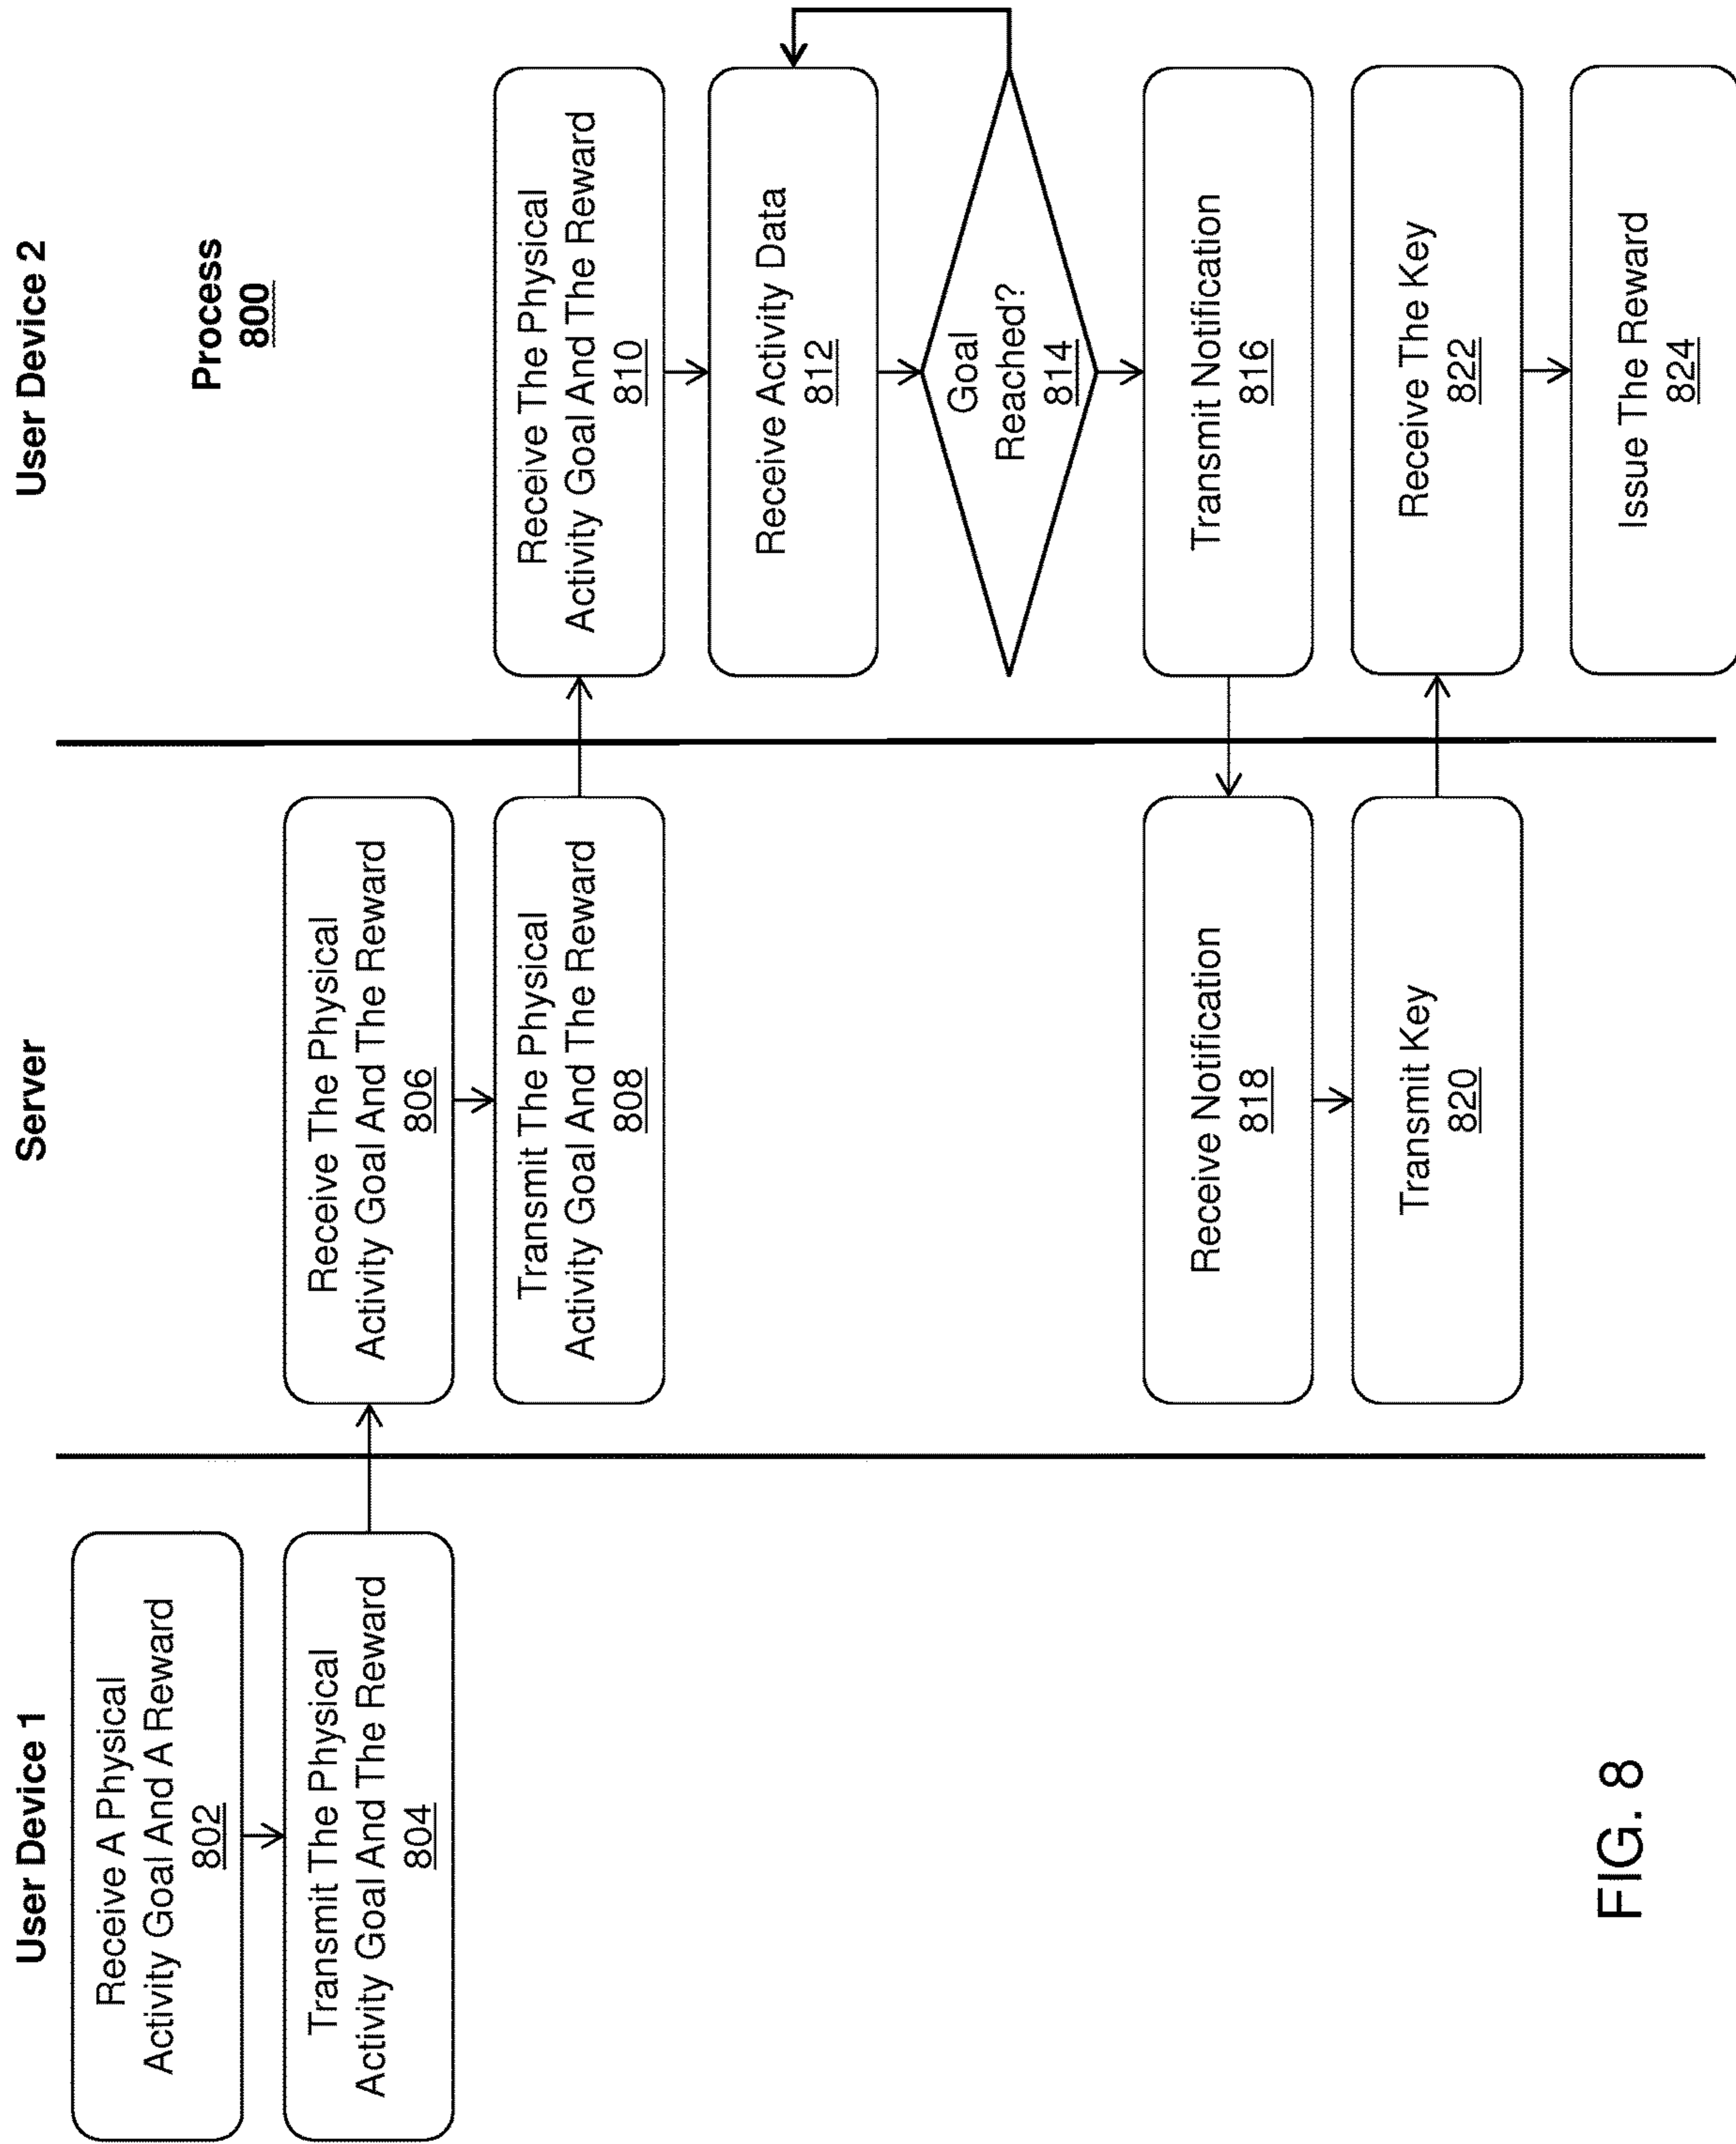 User Device 1
Server
User Device 2
Process
800
Receive A Physical
Activity Goal And A Reward
802
Transmit The Physical
Activity Goal And The Reward
804
Receive The Physical
Activity Goal And The Reward
806
Transmit The Physical
Activity Goal And The Reward
808
Receive The Physical
Activity Goal And The Reward
810
Receive Activity Data
812
Goal
Reached?
814
Transmit Notification
816
Receive Notification
818
Transmit Key
820
Receive The Key
822
Issue The Reward
824
FIG. 8